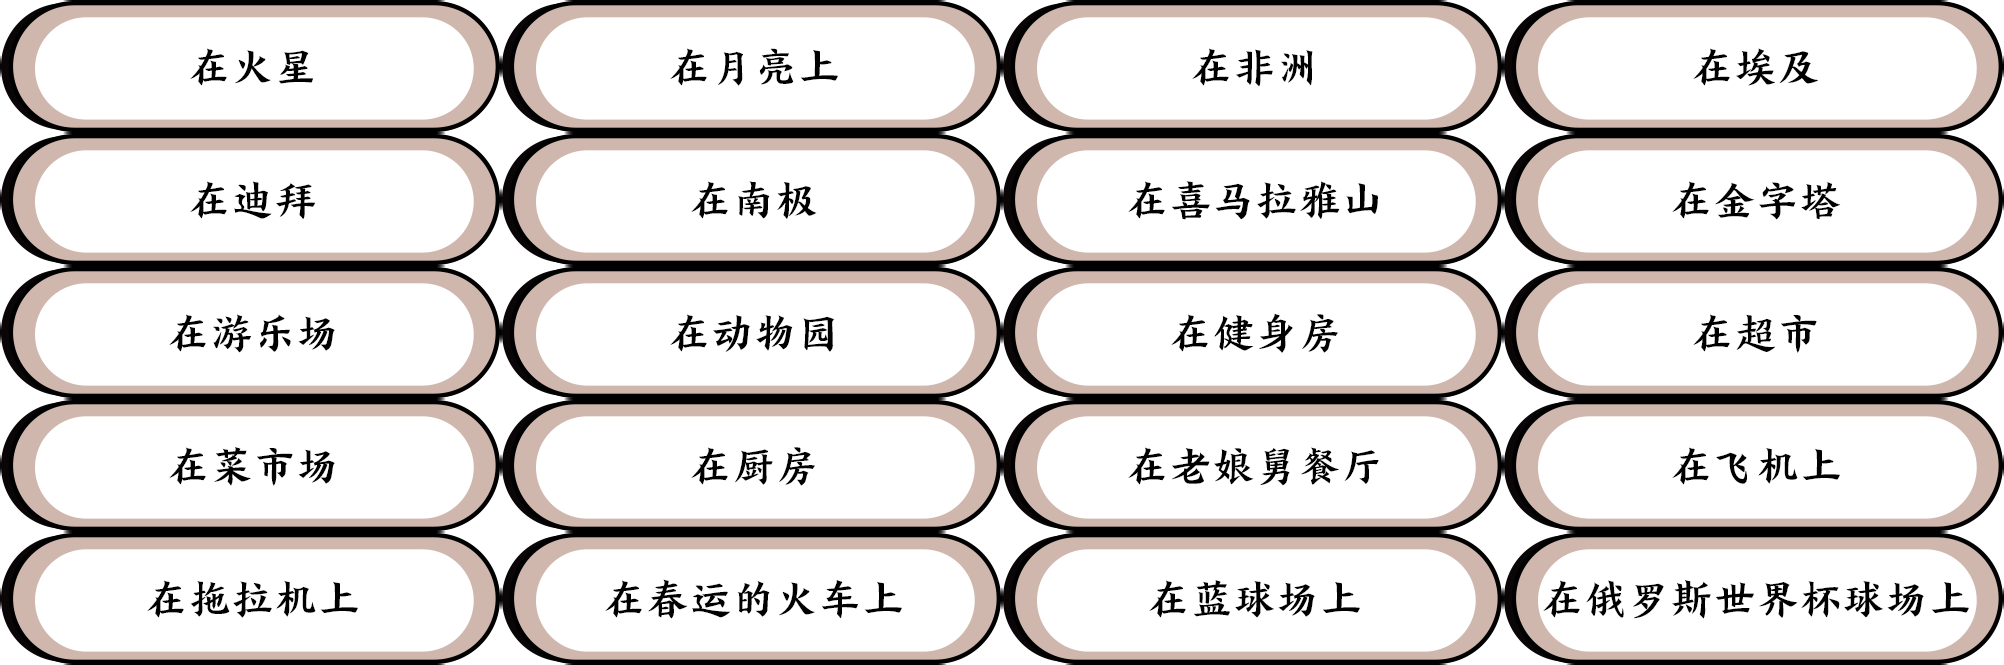 在火星
在月亮上
在非洲
在埃及
在迪拜
在南极
在喜马拉雅山
在金字塔
在游乐场
在动物园
在健身房
在超市
在菜市场
在厨房
在老娘舅餐厅
在飞机上
在拖拉机上
在春运的火车上
在蓝球场上
在俄罗斯世界杯球场上